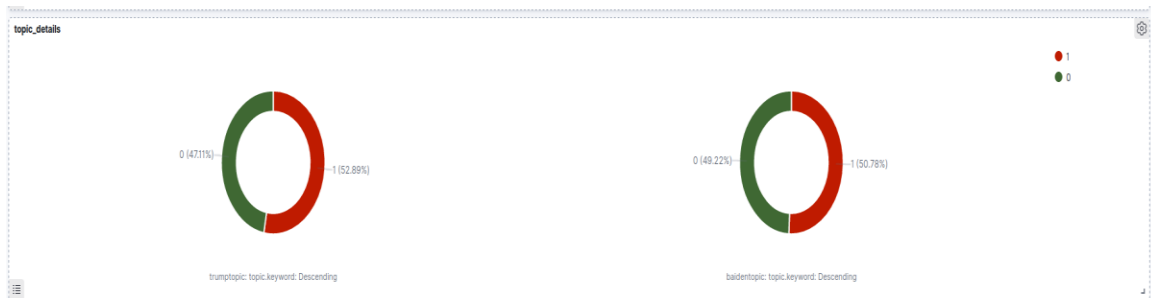 topic_details
1
0
0 (47.11%)
1 (52.89%)
0 (49.22%)
1 (50.78%)
trumptopic: topic.keyword: Descending
baidentopic: topic.keyword: Descending